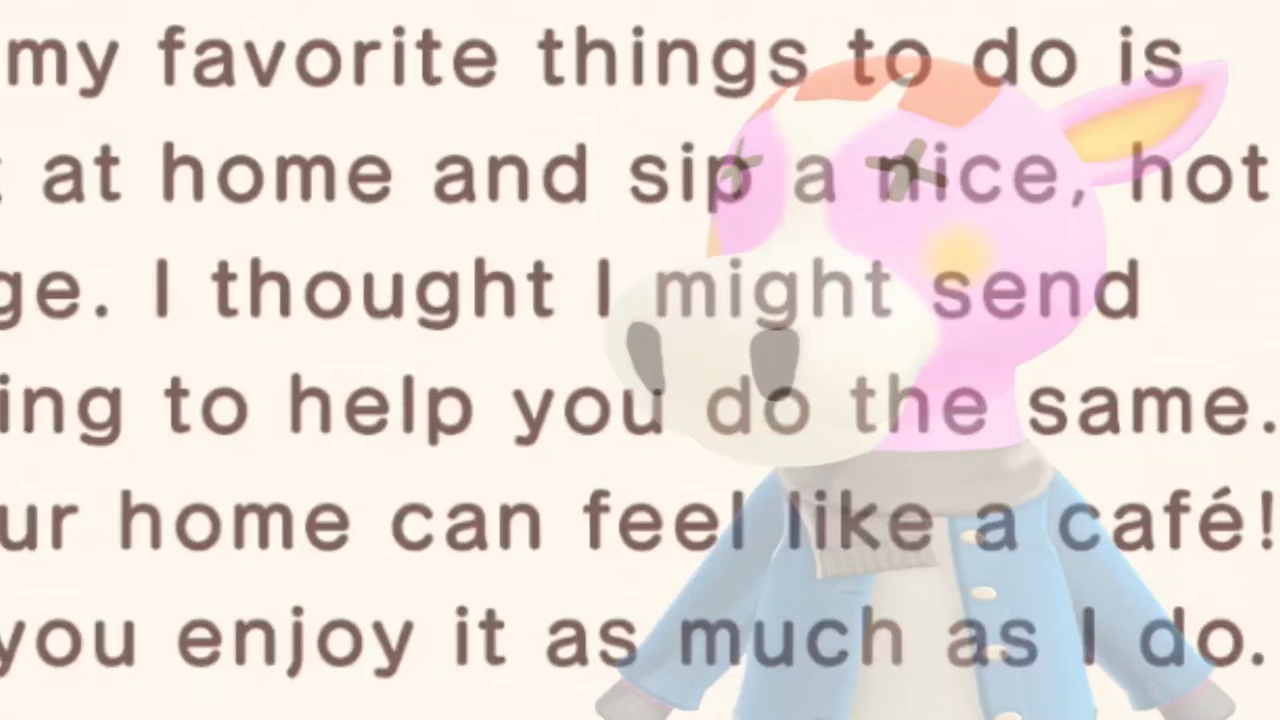 my favorite things to do is
at home and sip a nice, hot
ge. I thought I might send
ing to help you do the same.
ur home can feel like a café!
you enjoy it as much as I do.